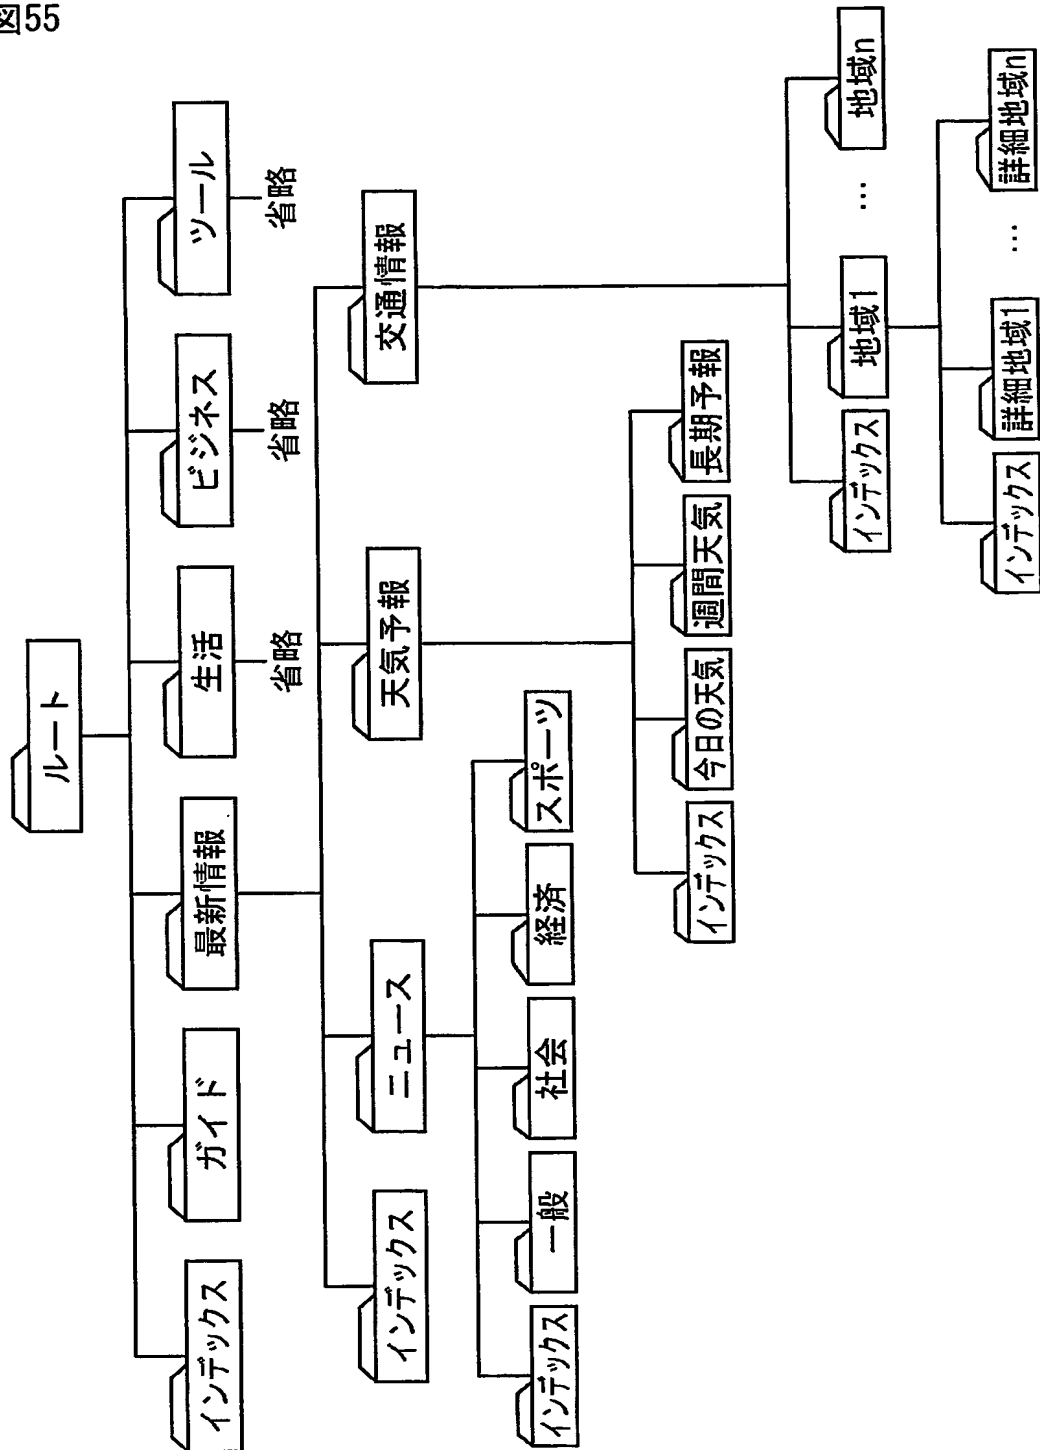 図55
ルート
インデックス
ガイド
最新情報
生活
ビジネス
ツール
省略
省略
省略
インデックス
ニュース
天気予報
交通情報
インデックス
一般
社会
経済
スポーツ
インデックス
今日の天気
週間天気
長期予報
インデックス
地域1
…
地域n
インデックス
詳細地域1
…
詳細地域n